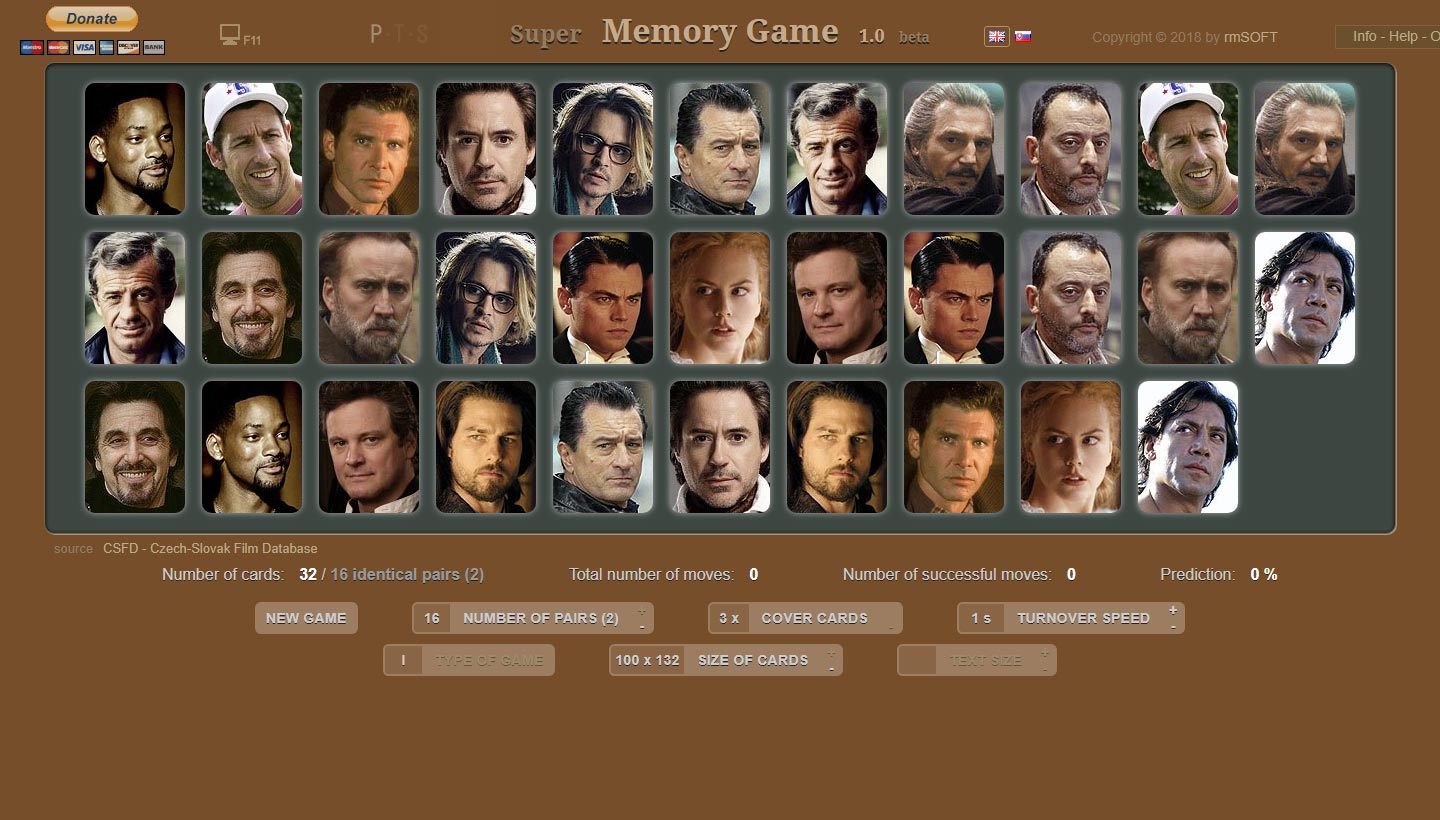 Donate
Maestro MasterCard VISA DISCOVER BANK
F11
P·T·S
Super Memory Game 1.0 beta
Copyright © 2018 by rmSOFT
Info - Help - O
source CSFD - Czech-Slovak Film Database
Number of cards: 32 / 16 identical pairs (2) Total number of moves: 0 Number of successful moves: 0 Prediction: 0 %
NEW GAME 16 NUMBER OF PAIRS (2) + - 3 x COVER CARDS - 1 s TURNOVER SPEED + -
I TYPE OF GAME 100 x 132 SIZE OF CARDS + - TEXT SIZE + -